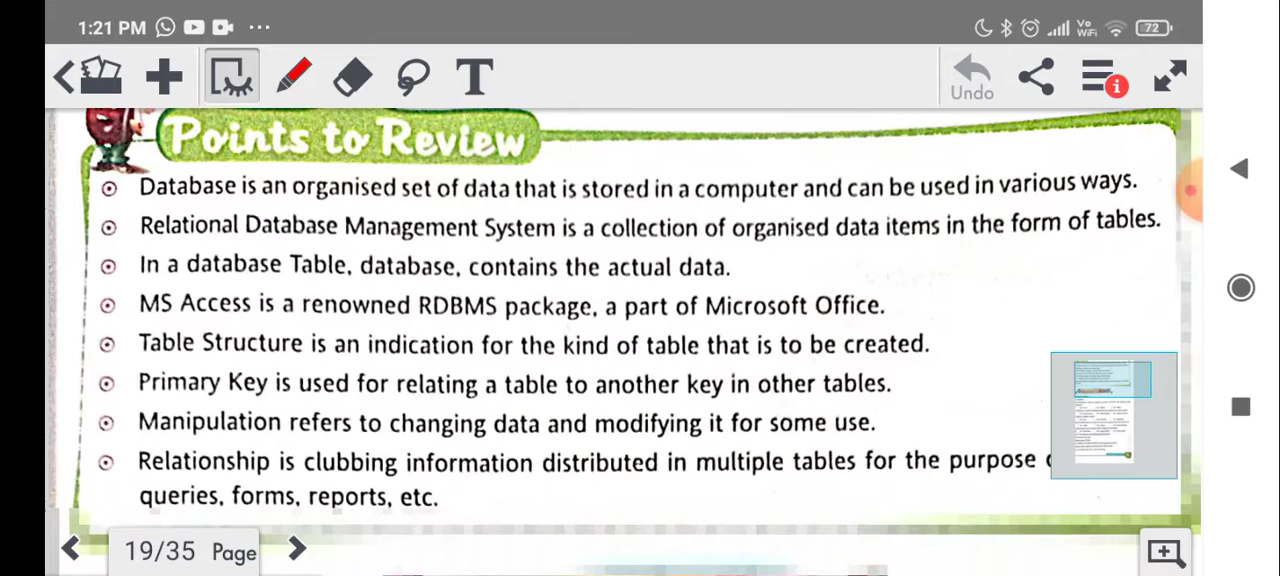 1:21 PM
Vo
WiFi
72
T
Undo
Points to Review
Database is an organised set of data that is stored in a computer and can be used in various ways.
Relational Database Management System is a collection of organised data items in the form of tables.
In a database Table, database, contains the actual data.
MS Access is a renowned RDBMS package, a part of Microsoft Office.
Table Structure is an indication for the kind of table that is to be created.
Primary Key is used for relating a table to another key in other tables.
Manipulation refers to changing data and modifying it for some use.
Relationship is clubbing information distributed in multiple tables for the purpose
queries, forms, reports, etc.
19/35 Page